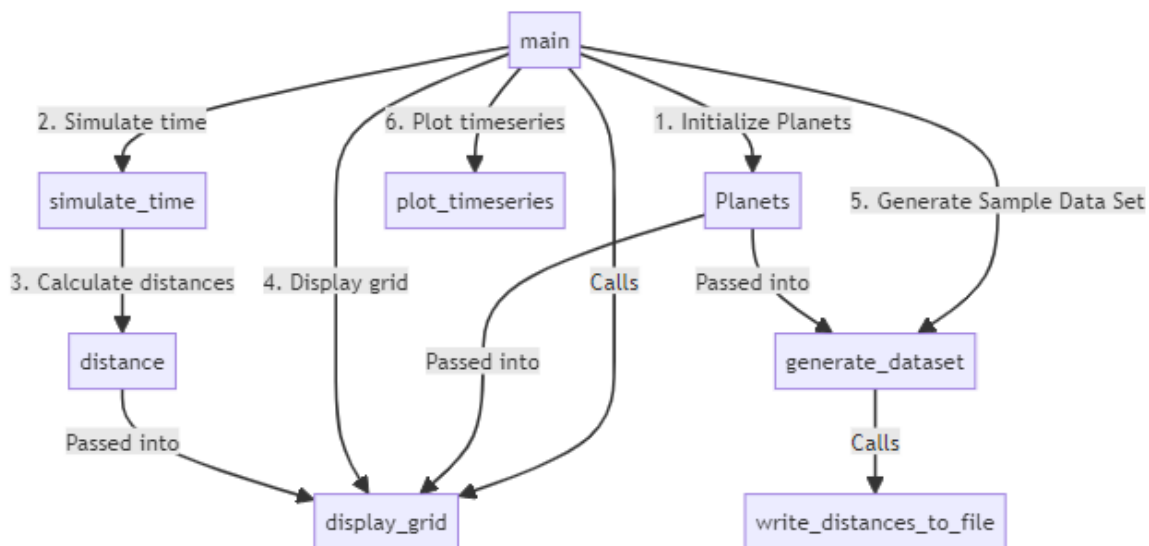 main
2. Simulate time
6. Plot timeseries
1. Initialize Planets
simulate_time
plot_timeseries
Planets
5. Generate Sample Data Set
3. Calculate distances
4. Display grid
Calls
Passed into
distance
Passed into
generate_dataset
Passed into
Calls
display_grid
write_distances_to_file